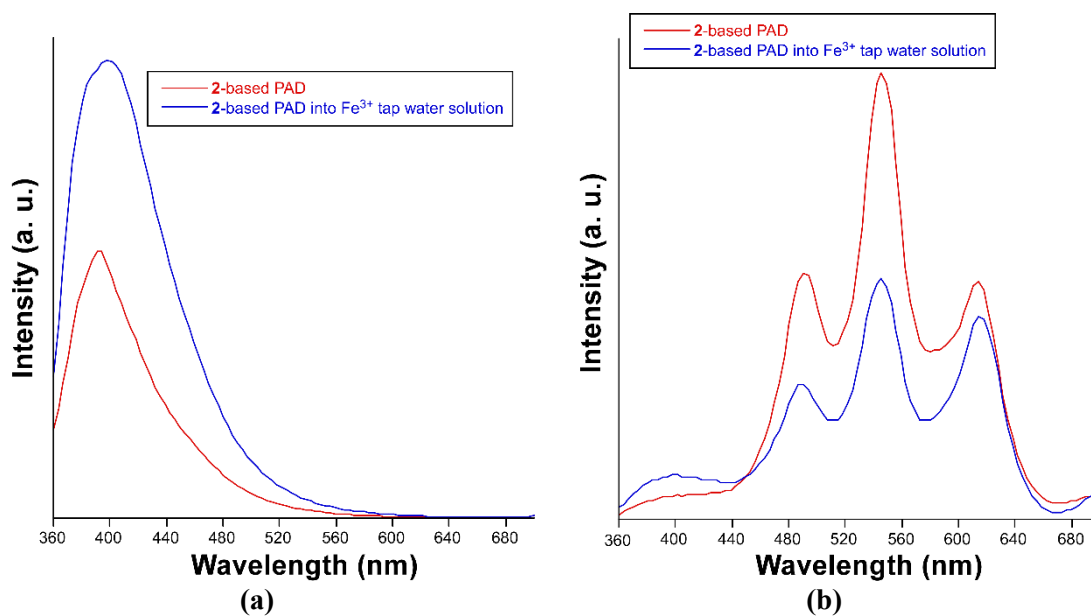 2-based PAD
2-based PAD into Fe³⁺ tap water solution
Intensity (a. u.)
360 400 440 480 520 560 600 640 680
Wavelength (nm)
(a)
2-based PAD
2-based PAD into Fe³⁺ tap water solution
Intensity (a. u.)
360 400 440 480 520 560 600 640 680
Wavelength (nm)
(b)